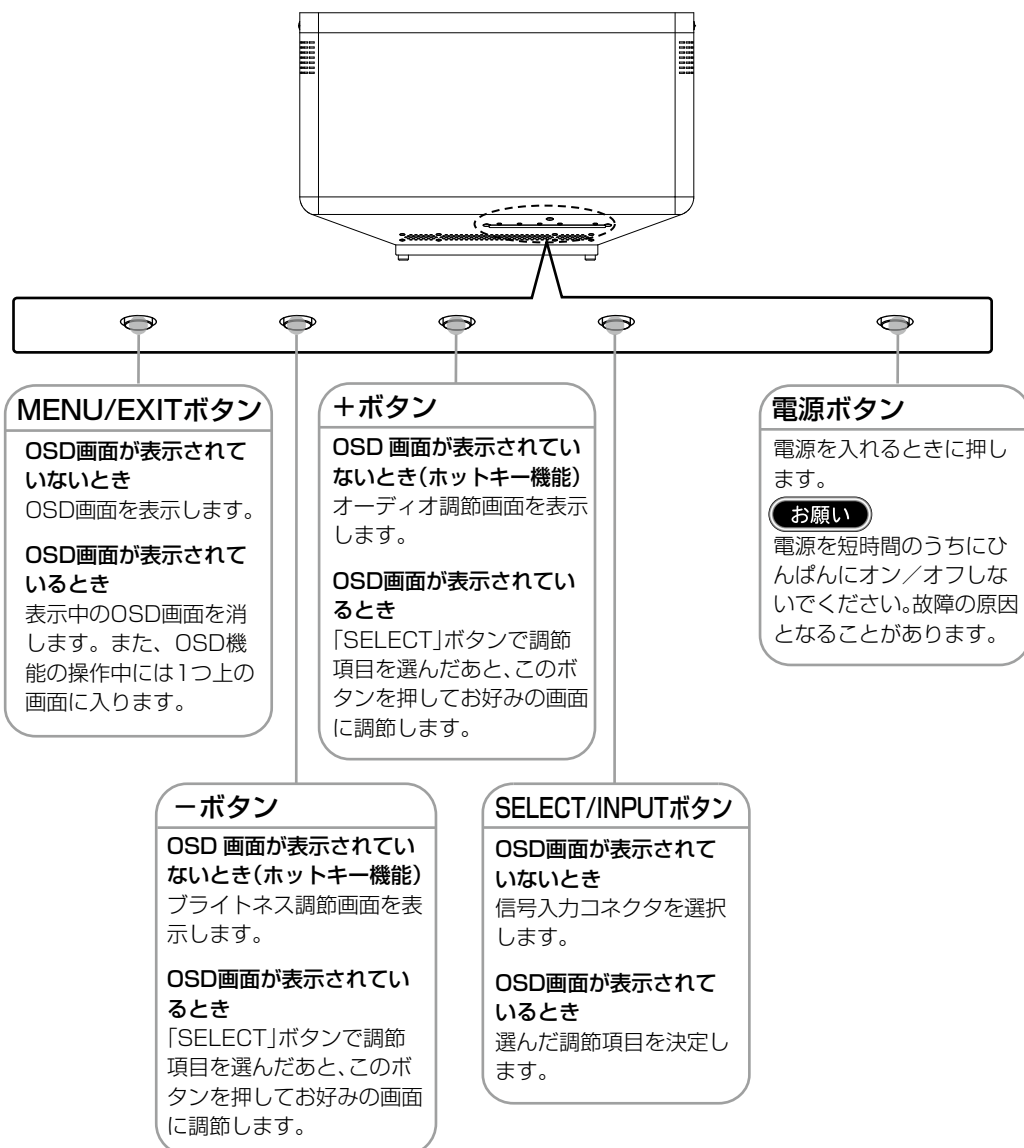 MENU/EXITボタン
OSD画面が表示されて
いないとき
OSD画面を表示します。
OSD画面が表示されて
いるとき
表示中のOSD画面を消
します。また、OSD機
能の操作中には1つ上の
画面に入ります。
+ボタン
OSD 画面が表示されてい
ないとき(ホットキー機能)
オーディオ調節画面を表示
します。
OSD画面が表示されてい
るとき
「SELECT」ボタンで調節
項目を選んだあと、このボ
タンを押してお好みの画面
に調節します。
電源ボタン
電源を入れるときに押し
ます。
お願い
電源を短時間のうちにひ
んぱんにオン/オフしな
いでください。故障の原因
となることがあります。
-ボタン
OSD 画面が表示されてい
ないとき(ホットキー機能)
ブライトネス調節画面を表
示します。
OSD画面が表示されてい
るとき
「SELECT」ボタンで調節
項目を選んだあと、このボ
タンを押してお好みの画面
に調節します。
SELECT/INPUTボタン
OSD画面が表示されて
いないとき
信号入力コネクタを選択
します。
OSD画面が表示されて
いるとき
選んだ調節項目を決定し
ます。